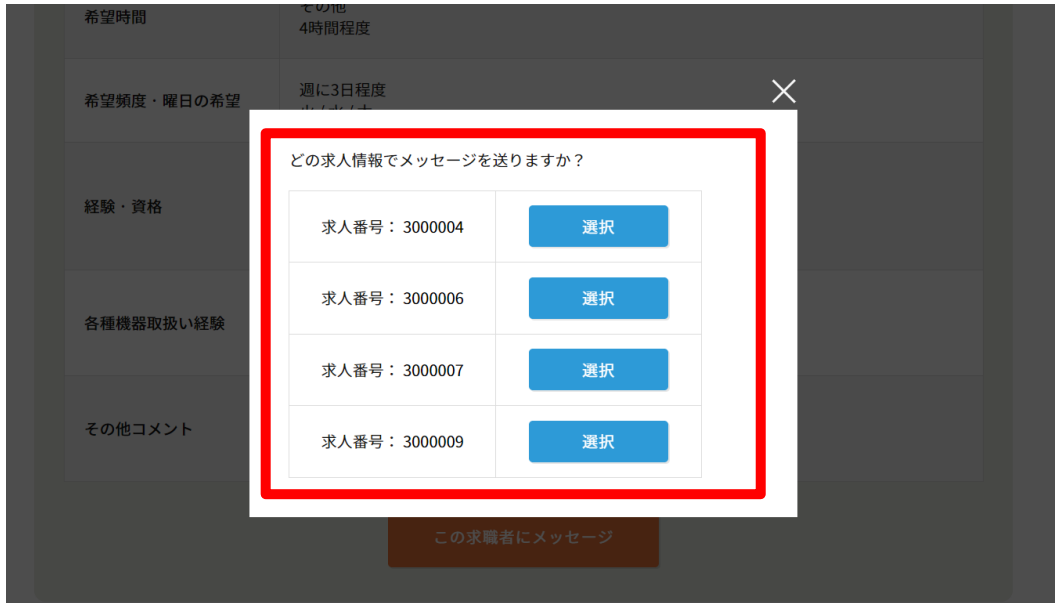 希望時間
その他
4時間程度
希望頻度・曜日の希望
週に3日程度
経験・資格
各種機器取扱い経験
その他コメント
どの求人情報でメッセージを送りますか？
求人番号： 3000004
選択
求人番号： 3000006
選択
求人番号： 3000007
選択
求人番号： 3000009
選択
この求職者にメッセージ